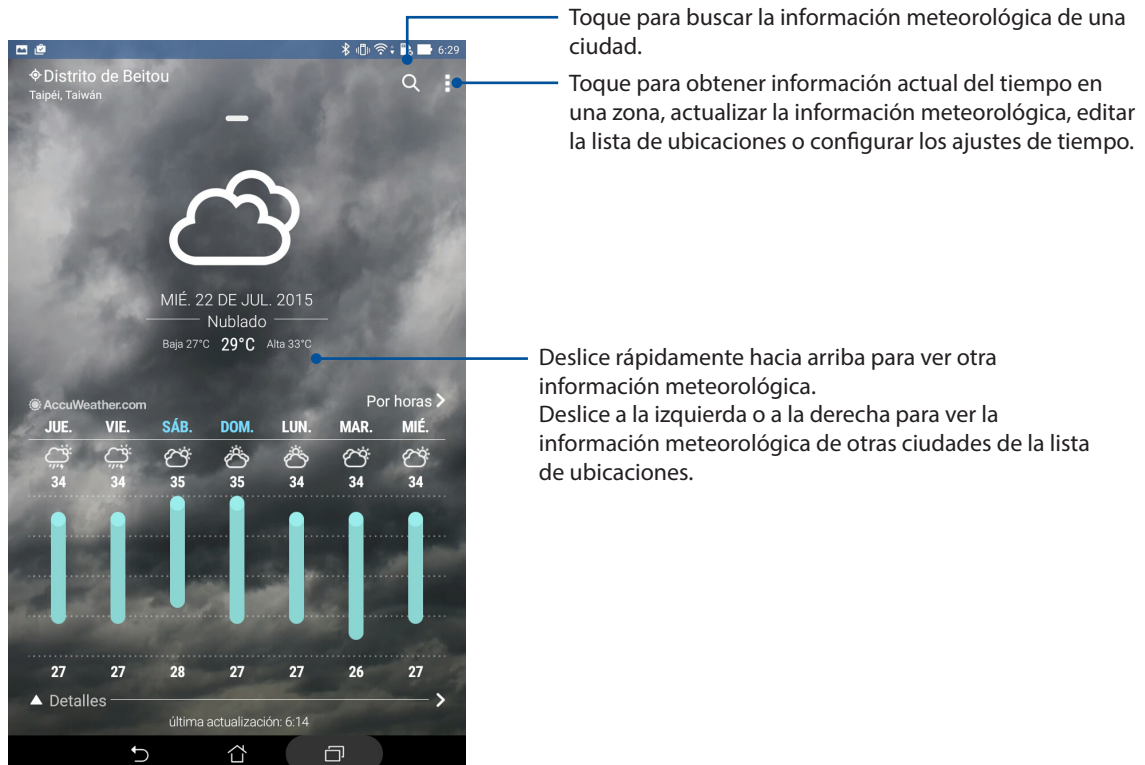 Toque para buscar la información meteorológica de una
ciudad.
Toque para obtener información actual del tiempo en
una zona, actualizar la información meteorológica, editar
la lista de ubicaciones o configurar los ajustes de tiempo.
6:29
Distrito de Beitou
Taipéi, Taiwán
MIÉ. 22 DE JUL. 2015
Nublado
Baja 27°C 29°C Alta 33°C
Deslice rápidamente hacia arriba para ver otra
información meteorológica.
Deslice a la izquierda o a la derecha para ver la
información meteorológica de otras ciudades de la lista
de ubicaciones.
AccuWeather.com Por horas
JUE. VIE. SÁB. DOM. LUN. MAR. MIÉ.
34 34 35 35 34 34 34
27 27 28 27 27 26 27
Detalles
última actualización: 6:14